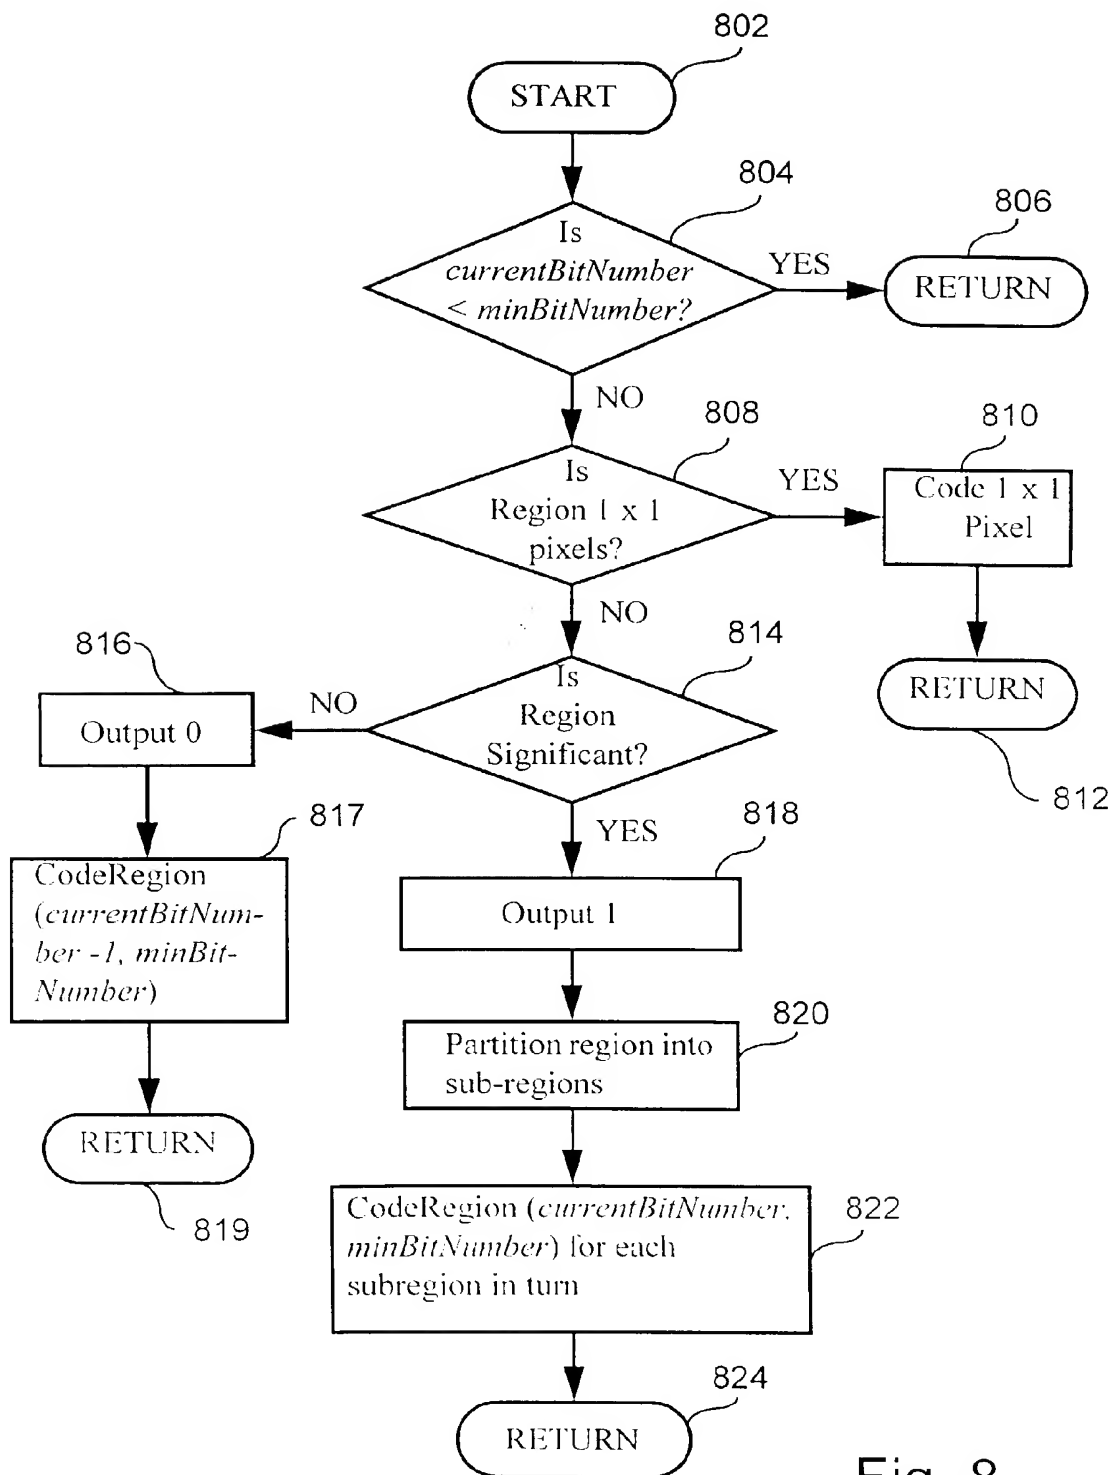 802
START
804
Is
currentBitNumber
< minBitNumber?
YES
806
RETURN
NO
808
Is
Region 1 x 1
pixels?
YES
810
Code 1 x 1
Pixel
RETURN
812
NO
814
Is
Region
Significant?
NO
816
Output 0
817
CodeRegion
(currentBitNum-
ber -1, minBit-
Number)
RETURN
819
YES
818
Output 1
820
Partition region into
sub-regions
822
CodeRegion (currentBitNumber,
minBitNumber) for each
subregion in turn
824
RETURN
Fig. 8